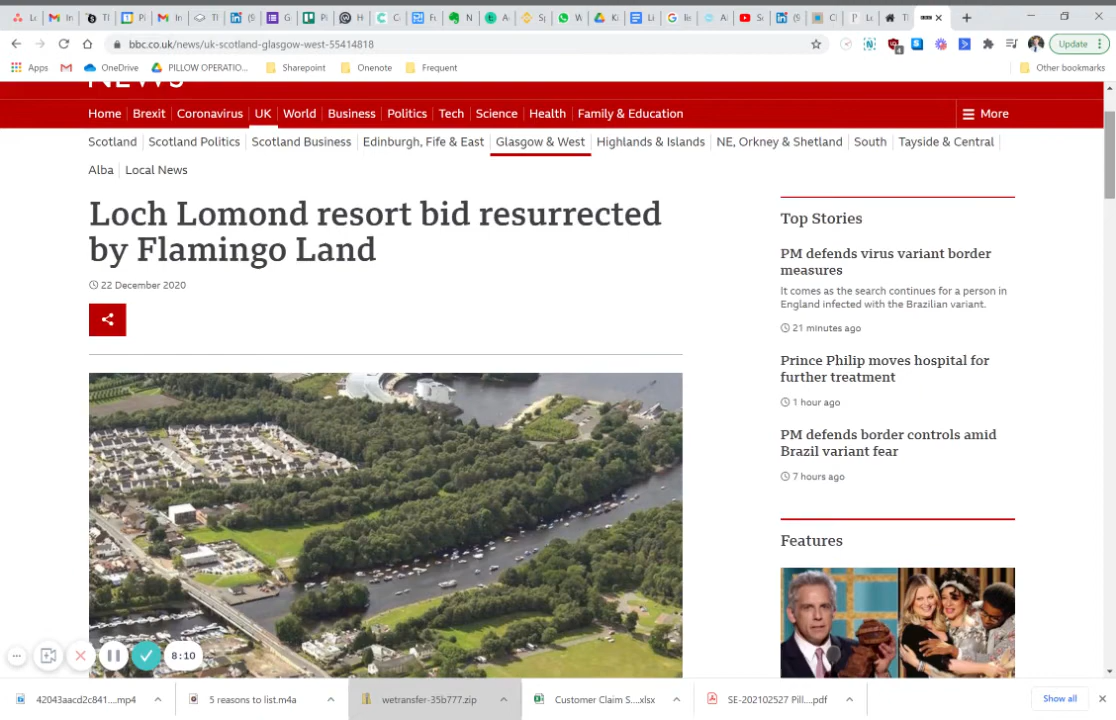 bbc.co.uk/news/uk-scotland-glasgow-west-55414818
Update
Apps
OneDrive
PILLOW OPERATIO...
Sharepoint
Onenote
Frequent
Other bookmarks
NEWS
Home
Brexit
Coronavirus
UK
World
Business
Politics
Tech
Science
Health
Family & Education
More
Scotland
Scotland Politics
Scotland Business
Edinburgh, Fife & East
Glasgow & West
Highlands & Islands
NE, Orkney & Shetland
South
Tayside & Central
Alba
Local News
Loch Lomond resort bid resurrected
by Flamingo Land
22 December 2020
Top Stories
PM defends virus variant border
measures
It comes as the search continues for a person in
England infected with the Brazilian variant.
21 minutes ago
Prince Philip moves hospital for
further treatment
1 hour ago
PM defends border controls amid
Brazil variant fear
7 hours ago
Features
8:10
42043aacd2c841....mp4
5 reasons to list.m4a
wetransfer-35b777.zip
Customer Claim S....xlsx
SE-202102527 Pill....pdf
Show all